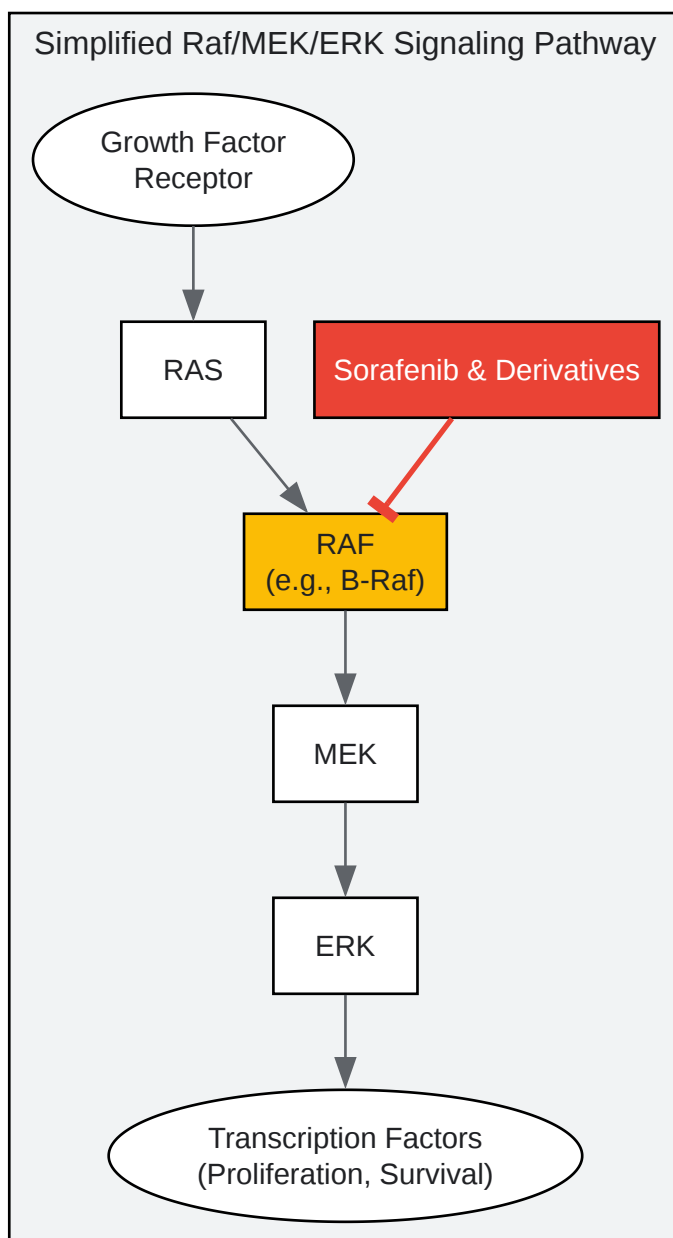 Simplified Raf/MEK/ERK Signaling Pathway
Growth Factor
Receptor
RAS
Sorafenib & Derivatives
RAF
(e.g., B-Raf)
MEK
ERK
Transcription Factors
(Proliferation, Survival)